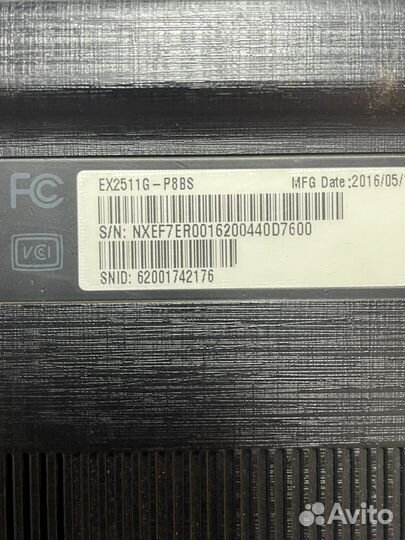 EX2511G-P8BS MFG Date:2016/05/
S/N: NXEF7ER0016200440D7600
FC
VCI
SNID: 62001742176
Avito